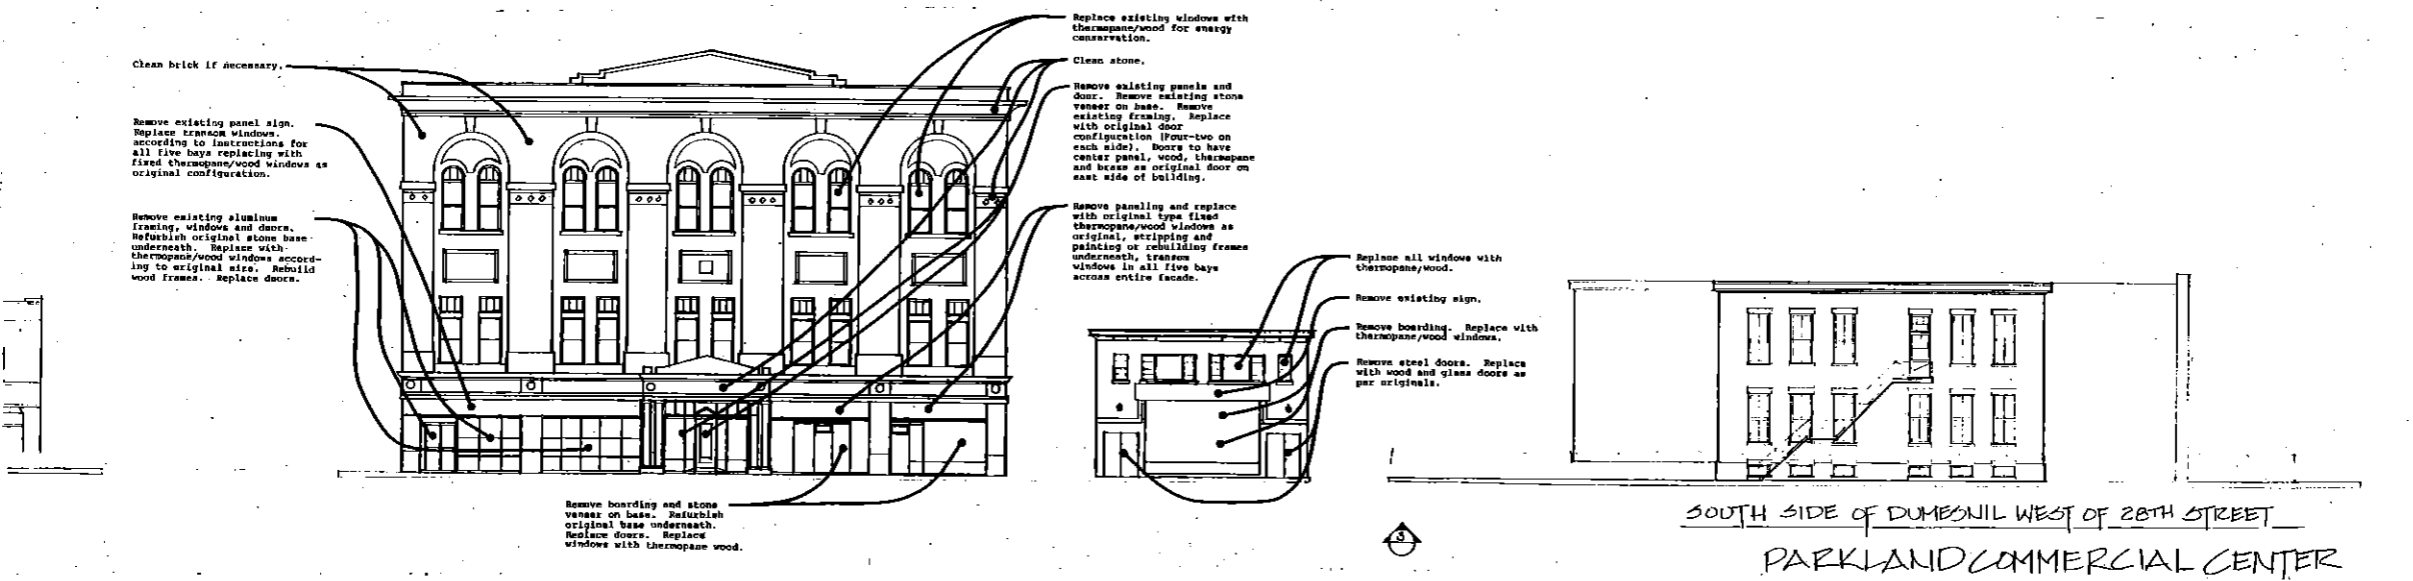 Clean brick if necessary.
Remove existing panel sign.
Replace transom windows.
according to instructions for
all five bays replacing with
fixed thermopane/wood windows as
original configuration.
Remove existing aluminum
framing, windows and doors.
Refurbish original stone base
underneath. Replace with
thermopane/wood windows accord-
ing to original size. Rebuild
wood frames. Replace doors.
Remove boarding and stone
veneer on base. Refurbish
original base underneath.
Replace doors. Replace
windows with thermopane wood.
Replace existing windows with
thermopane/wood for energy
conservation.
Clean stone.
Remove existing panels and
door. Remove existing stone
veneer on base. Remove
existing framing. Replace
with original door
configuration (Four-two on
each side). Doors to have
center panel, wood, thermopane
and brass as original door on
east side of building.
Remove paneling and replace
with original type fixed
thermopane/wood windows as
original, stripping and
painting or rebuilding frames
underneath, transom
windows in all five bays
across entire facade.
Replace all windows with
thermopane/wood.
Remove existing sign.
Remove boarding. Replace with
thermopane/wood windows.
Remove steel doors. Replace
with wood and glass doors as
per originals.
3
SOUTH SIDE OF DUMESNIL WEST OF 28TH STREET
PARKLAND COMMERCIAL CENTER